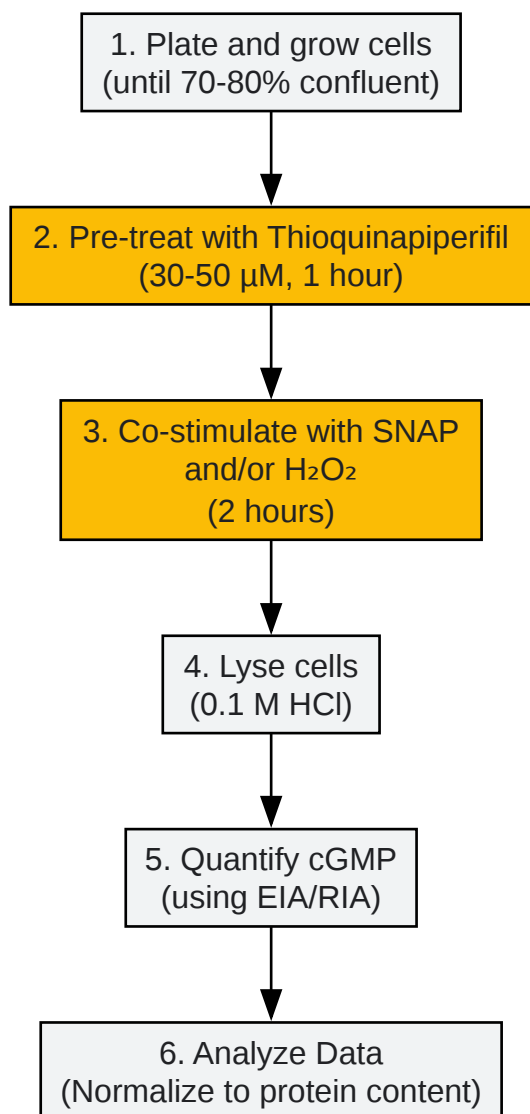 1. Plate and grow cells
(until 70-80% confluent)
2. Pre-treat with Thioquinapiperifil
(30-50 µM, 1 hour)
3. Co-stimulate with SNAP
and/or H₂O₂
(2 hours)
4. Lyse cells
(0.1 M HCl)
5. Quantify cGMP
(using EIA/RIA)
6. Analyze Data
(Normalize to protein content)